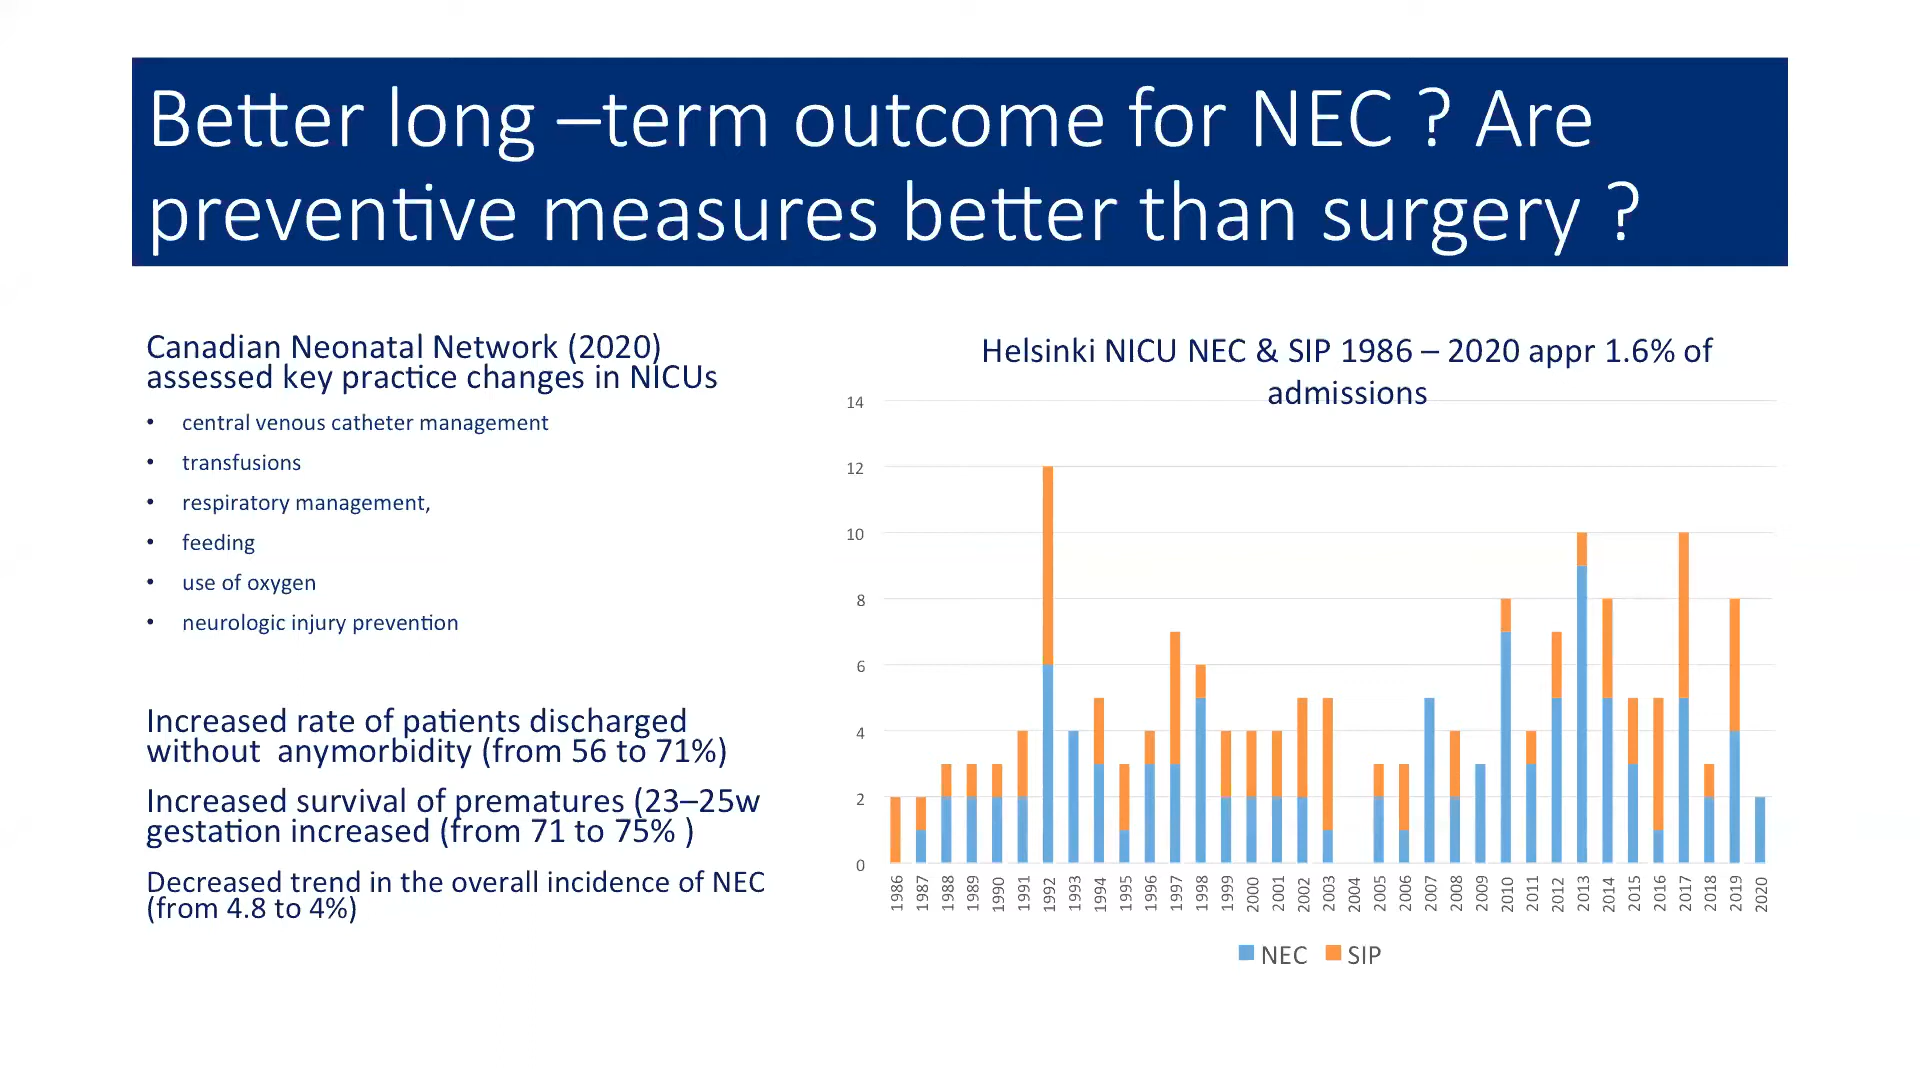 Better long –term outcome for NEC ? Are
preventive measures better than surgery ?
Canadian Neonatal Network (2020)
assessed key practice changes in NICUs
• central venous catheter management
• transfusions
• respiratory management,
• feeding
• use of oxygen
• neurologic injury prevention
Increased rate of patients discharged
without anymorbidity (from 56 to 71%)
Increased survival of prematures (23–25w
gestation increased (from 71 to 75% )
Decreased trend in the overall incidence of NEC
(from 4.8 to 4%)
Helsinki NICU NEC & SIP 1986 – 2020 appr 1.6% of
admissions
14
12
10
8
6
4
2
0
1986
1987
1988
1989
1990
1991
1992
1993
1994
1995
1996
1997
1998
1999
2000
2001
2002
2003
2004
2005
2006
2007
2008
2009
2010
2011
2012
2013
2014
2015
2016
2017
2018
2019
2020
NEC SIP